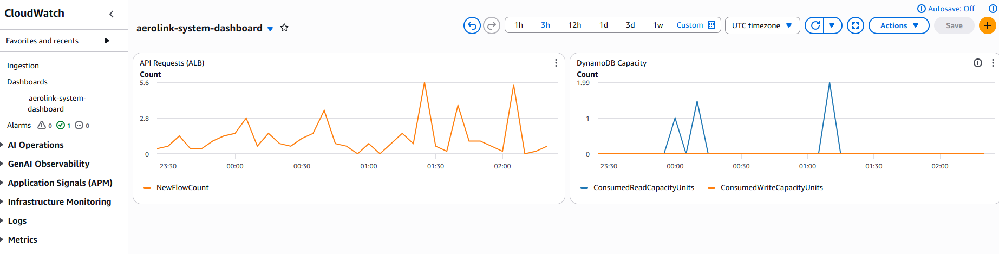 CloudWatch
Favorites and recents
Ingestion
Dashboards
aerolink-system-
dashboard
Alarms 0 1 0
AI Operations
GenAI Observability
Application Signals (APM)
Infrastructure Monitoring
Logs
Metrics
Autosave: Off
aerolink-system-dashboard
1h 3h 12h 1d 3d 1w Custom UTC timezone Actions Save
API Requests (ALB)
Count
5.6
2.8
0
23:30 00:00 00:30 01:00 01:30 02:00
NewFlowCount
DynamoDB Capacity
Count
1.99
1
0
23:30 00:00 00:30 01:00 01:30 02:00
ConsumedReadCapacityUnits ConsumedWriteCapacityUnits